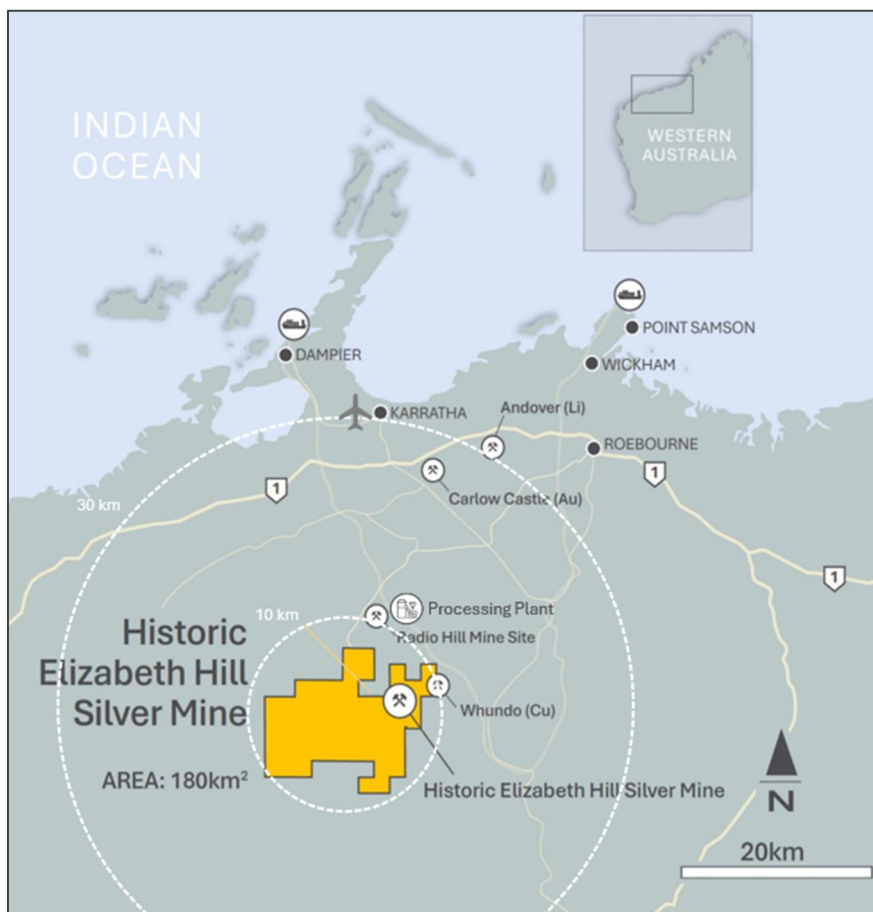 INDIAN
OCEAN
WESTERN
AUSTRALIA
POINT SAMSON
DAMPIER
WICKHAM
KARRATHA
Andover (Li)
ROEBOURNE
1
1
Carlow Castle (Au)
30 km
1
10 km
Processing Plant
Radio Hill Mine Site
Historic
Elizabeth Hill
Silver Mine
Whundo (Cu)
AREA: 180km²
Historic Elizabeth Hill Silver Mine
N
20km